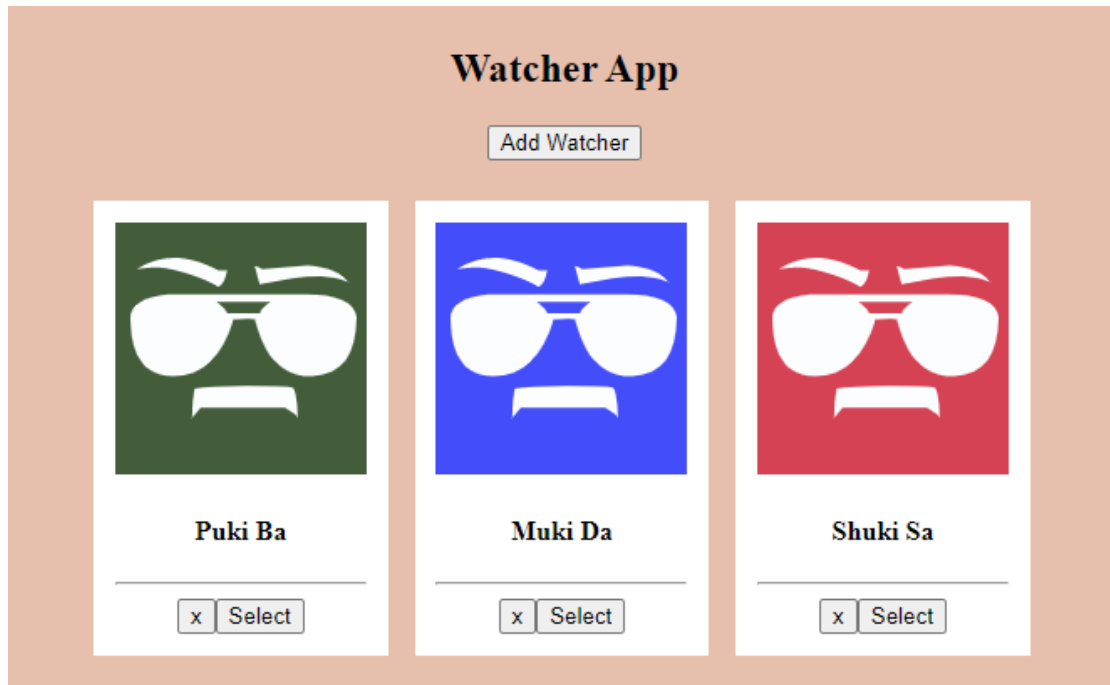 Watcher App
Add Watcher
Puki Ba
Muki Da
Shuki Sa
x Select
x Select
x Select